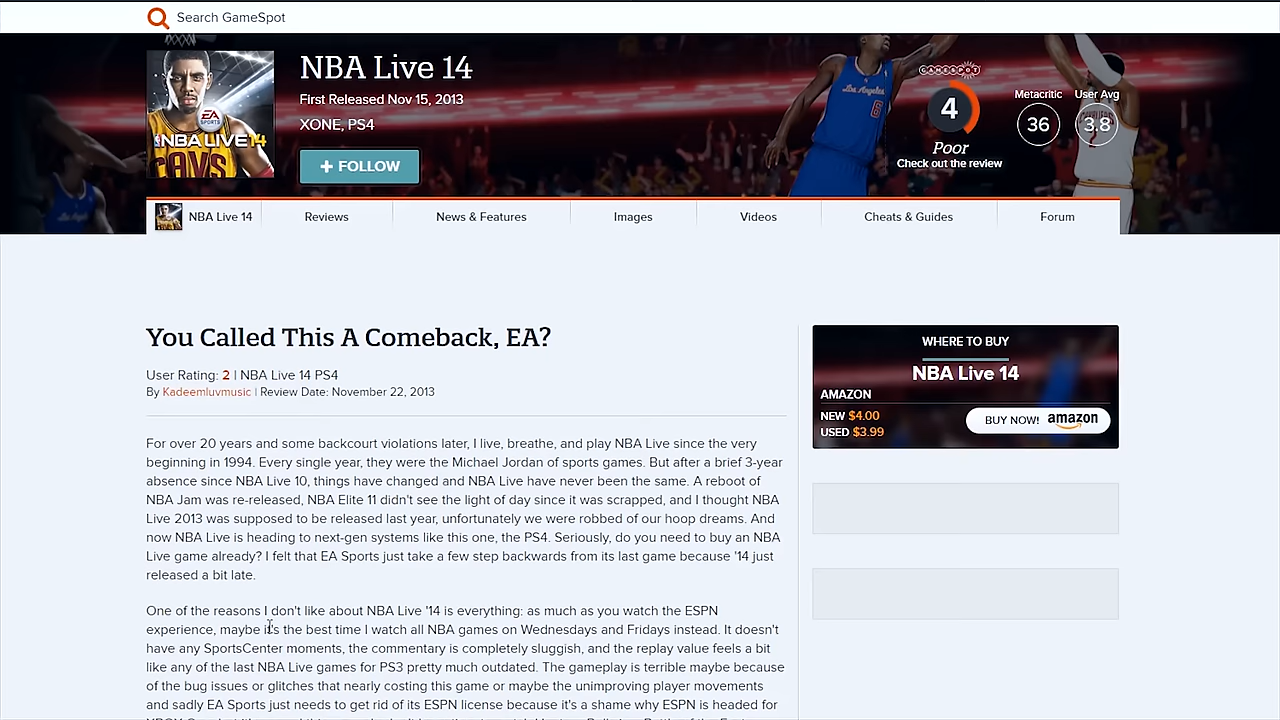 Search GameSpot
NBA Live 14
First Released Nov 15, 2013
XONE, PS4
+ FOLLOW
EA SPORTS
NBA LIVE 14
CAVS
Los Angeles
6
GAMESPOT
4
Poor
Check out the review
Metacritic
36
User Avg
3.8
NBA Live 14
Reviews
News & Features
Images
Videos
Cheats & Guides
Forum
You Called This A Comeback, EA?
User Rating: 2 | NBA Live 14 PS4
By Kadeemluvmusic | Review Date: November 22, 2013
For over 20 years and some backcourt violations later, I live, breathe, and play NBA Live since the very
beginning in 1994. Every single year, they were the Michael Jordan of sports games. But after a brief 3-year
absence since NBA Live 10, things have changed and NBA Live have never been the same. A reboot of
NBA Jam was re-released, NBA Elite 11 didn't see the light of day since it was scrapped, and I thought NBA
Live 2013 was supposed to be released last year, unfortunately we were robbed of our hoop dreams. And
now NBA Live is heading to next-gen systems like this one, the PS4. Seriously, do you need to buy an NBA
Live game already? I felt that EA Sports just take a few step backwards from its last game because '14 just
released a bit late.
One of the reasons I don't like about NBA Live '14 is everything: as much as you watch the ESPN
experience, maybe it's the best time I watch all NBA games on Wednesdays and Fridays instead. It doesn't
have any SportsCenter moments, the commentary is completely sluggish, and the replay value feels a bit
like any of the last NBA Live games for PS3 pretty much outdated. The gameplay is terrible maybe because
of the bug issues or glitches that nearly costing this game or maybe the unimproving player movements
and sadly EA Sports just needs to get rid of its ESPN license because it's a shame why ESPN is headed for
WHERE TO BUY
NBA Live 14
AMAZON
NEW $4.00
USED $3.99
BUY NOW! amazon